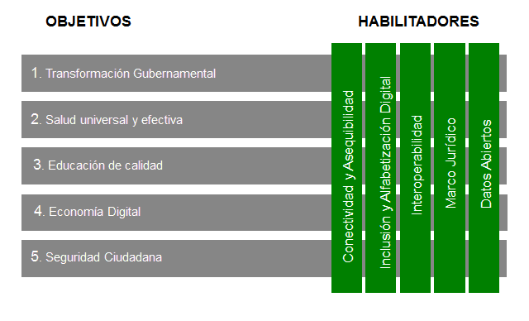 OBJETIVOS
HABILITADORES
1. Transformación Gubernamental
2. Salud universal y efectiva
3. Educación de calidad
4. Economía Digital
5. Seguridad Ciudadana
Conectividad y Asequibilidad
Inclusión y Alfabetización Digital
Interoperabilidad
Marco Jurídico
Datos Abiertos